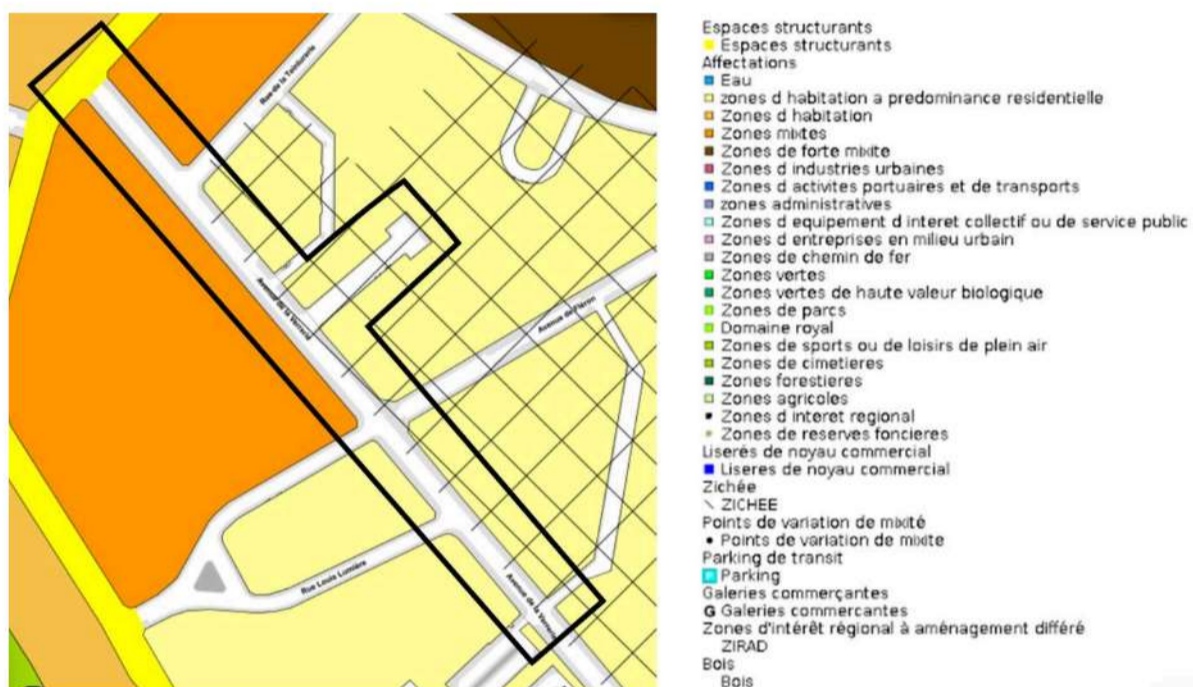 Rue de la Teinturerie
Avenue de la Verrerie
Avenue de Fléron
Rue Louis Lumière
Avenue de la Verrerie
Espaces structurants
Espaces structurants
Affectations
Eau
zones d habitation a predominance residentielle
Zones d habitation
Zones mixtes
Zones de forte mixite
Zones d industries urbaines
Zones d activites portuaires et de transports
zones administratives
Zones d equipement d interet collectif ou de service public
Zones d entreprises en milieu urbain
Zones de chemin de fer
Zones vertes
Zones vertes de haute valeur biologique
Zones de parcs
Domaine royal
Zones de sports ou de loisirs de plein air
Zones de cimetieres
Zones forestieres
Zones agricoles
Zones d interet regional
Zones de reserves foncieres
Liserés de noyau commercial
Liseres de noyau commercial
Zichée
ZICHEE
Points de variation de mixité
Points de variation de mixite
Parking de transit
Parking
Galeries commerçantes
G Galeries commercantes
Zones d'intérêt régional à aménagement différé
ZIRAD
Bois
Bois